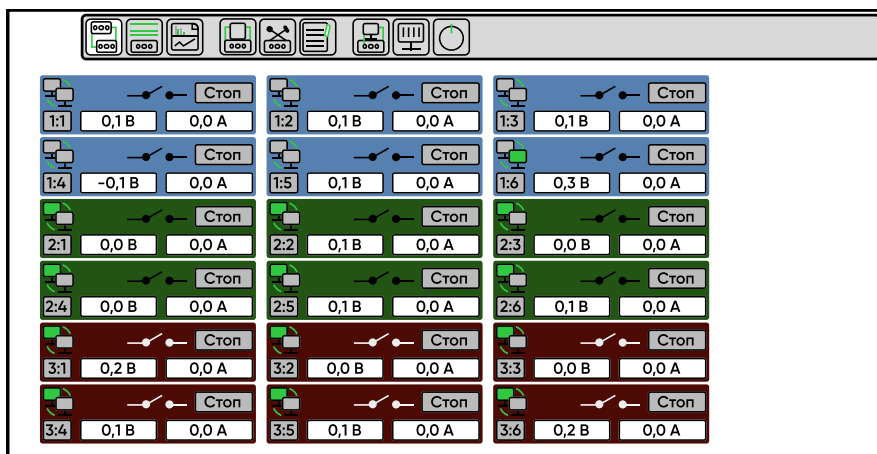 Стоп Стоп Стоп
1:1 0,1 В 0,0 А 1:2 0,1 В 0,0 А 1:3 0,1 В 0,0 А
Стоп Стоп Стоп
1:4 -0,1 В 0,0 А 1:5 0,1 В 0,0 А 1:6 0,3 В 0,0 А
Стоп Стоп Стоп
2:1 0,0 В 0,0 А 2:2 0,1 В 0,0 А 2:3 0,0 В 0,0 А
Стоп Стоп Стоп
2:4 0,0 В 0,0 А 2:5 0,1 В 0,0 А 2:6 0,1 В 0,0 А
Стоп Стоп Стоп
3:1 0,2 В 0,0 А 3:2 0,0 В 0,0 А 3:3 0,0 В 0,0 А
Стоп Стоп Стоп
3:4 0,1 В 0,0 А 3:5 0,1 В 0,0 А 3:6 0,2 В 0,0 А